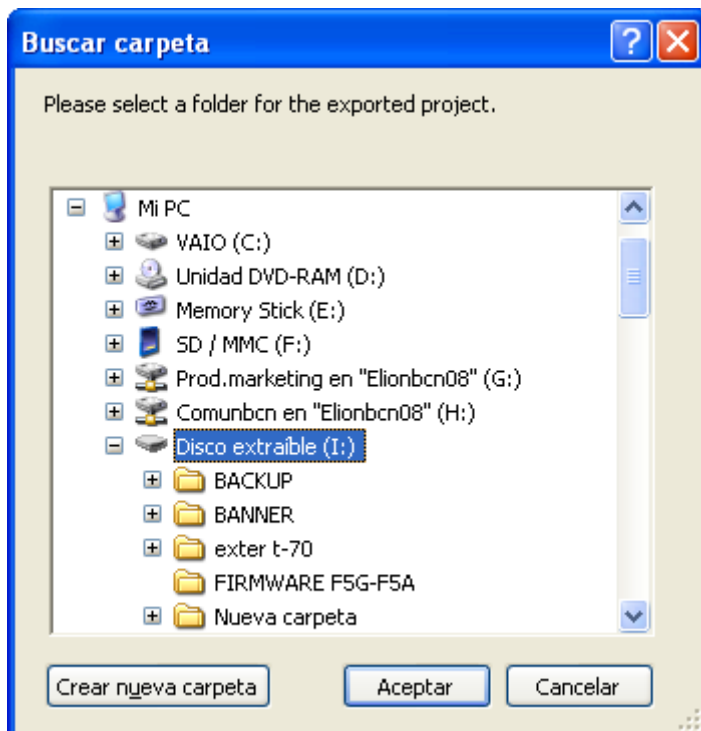 Buscar carpeta
Please select a folder for the exported project.
Mi PC
VAIO (C:)
Unidad DVD-RAM (D:)
Memory Stick (E:)
SD / MMC (F:)
Prod.marketing en "Elionbcn08" (G:)
Comunbcn en "Elionbcn08" (H:)
Disco extraíble (I:)
BACKUP
BANNER
exter t-70
FIRMWARE F5G-F5A
Nueva carpeta
Crear nueva carpeta Aceptar Cancelar